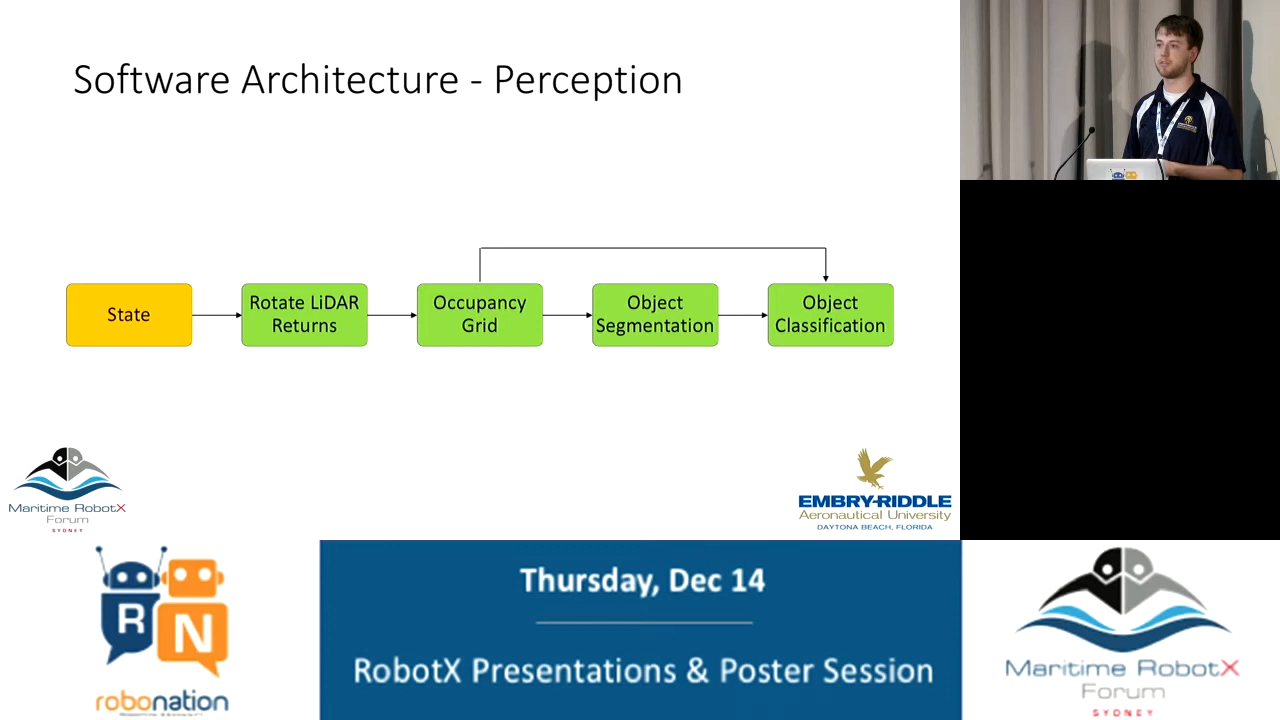 Software Architecture - Perception
State
Rotate LiDAR
Returns
Occupancy
Grid
Object
Segmentation
Object
Classification
Maritime RobotX
Forum
SYDNEY
EMBRY-RIDDLE
Aeronautical University
DAYTONA BEACH, FLORIDA
R
N
robonation
Thursday, Dec 14
RobotX Presentations & Poster Session
Maritime RobotX
Forum
SYDNEY